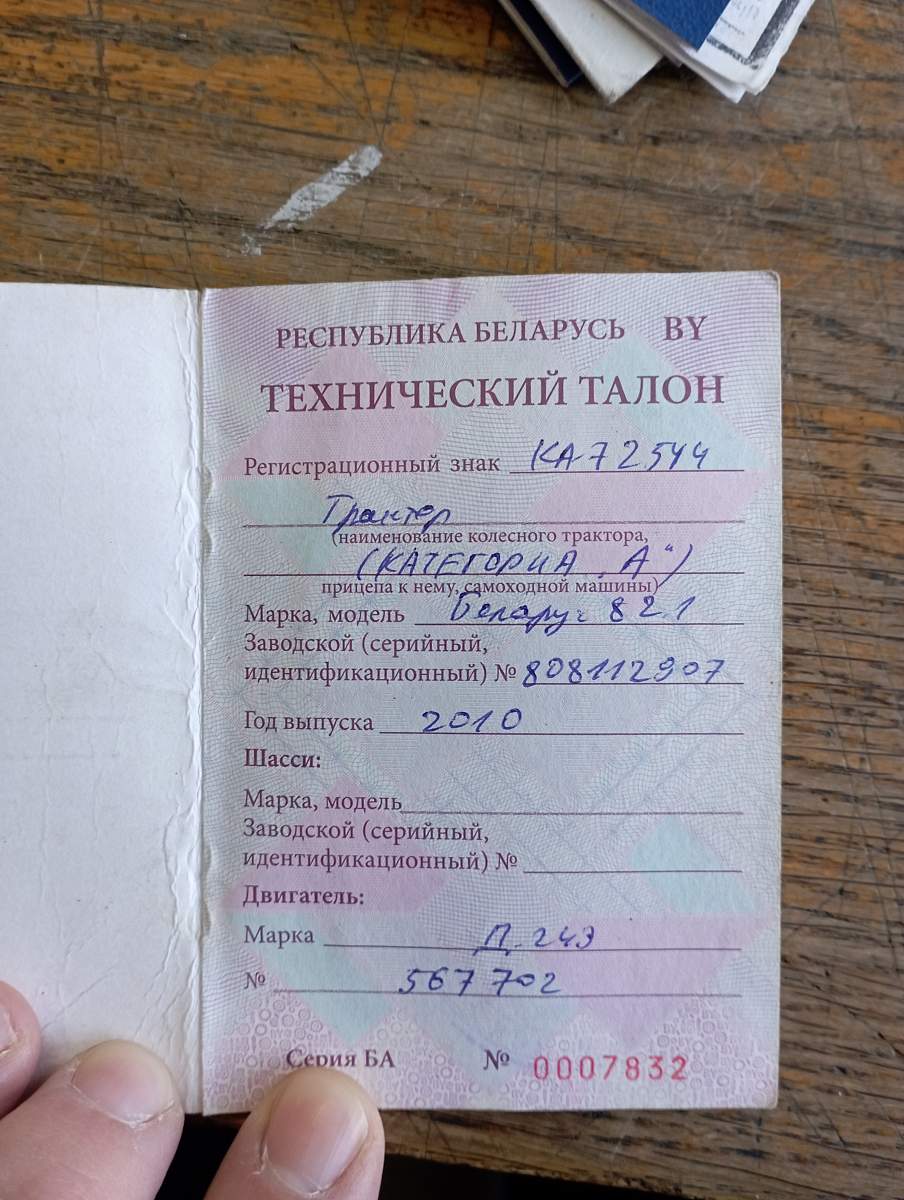 РЕСПУБЛИКА БЕЛАРУСЬ BY
ТЕХНИЧЕСКИЙ ТАЛОН
Регистрационный знак КА-7 2544
Трактор
(наименование колесного трактора,
(КАТЕГОРИЯ „А")
прицепа к нему, самоходной машины)
Марка, модель Беларус 82.1
Заводской (серийный,
идентификационный) № 808112907
Год выпуска 2010
Шасси:
Марка, модель
Заводской (серийный,
идентификационный) №
Двигатель:
Марка Д. 243
№ 567702
Серия БА № 0007832